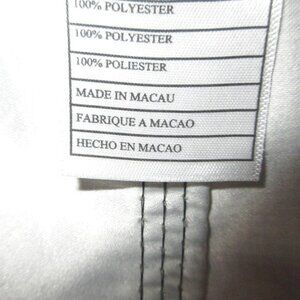 100% POLYESTER
100% POLYESTER
100% POLIESTER
MADE IN MACAU
FABRIQUE A MACAO
HECHO EN MACAO